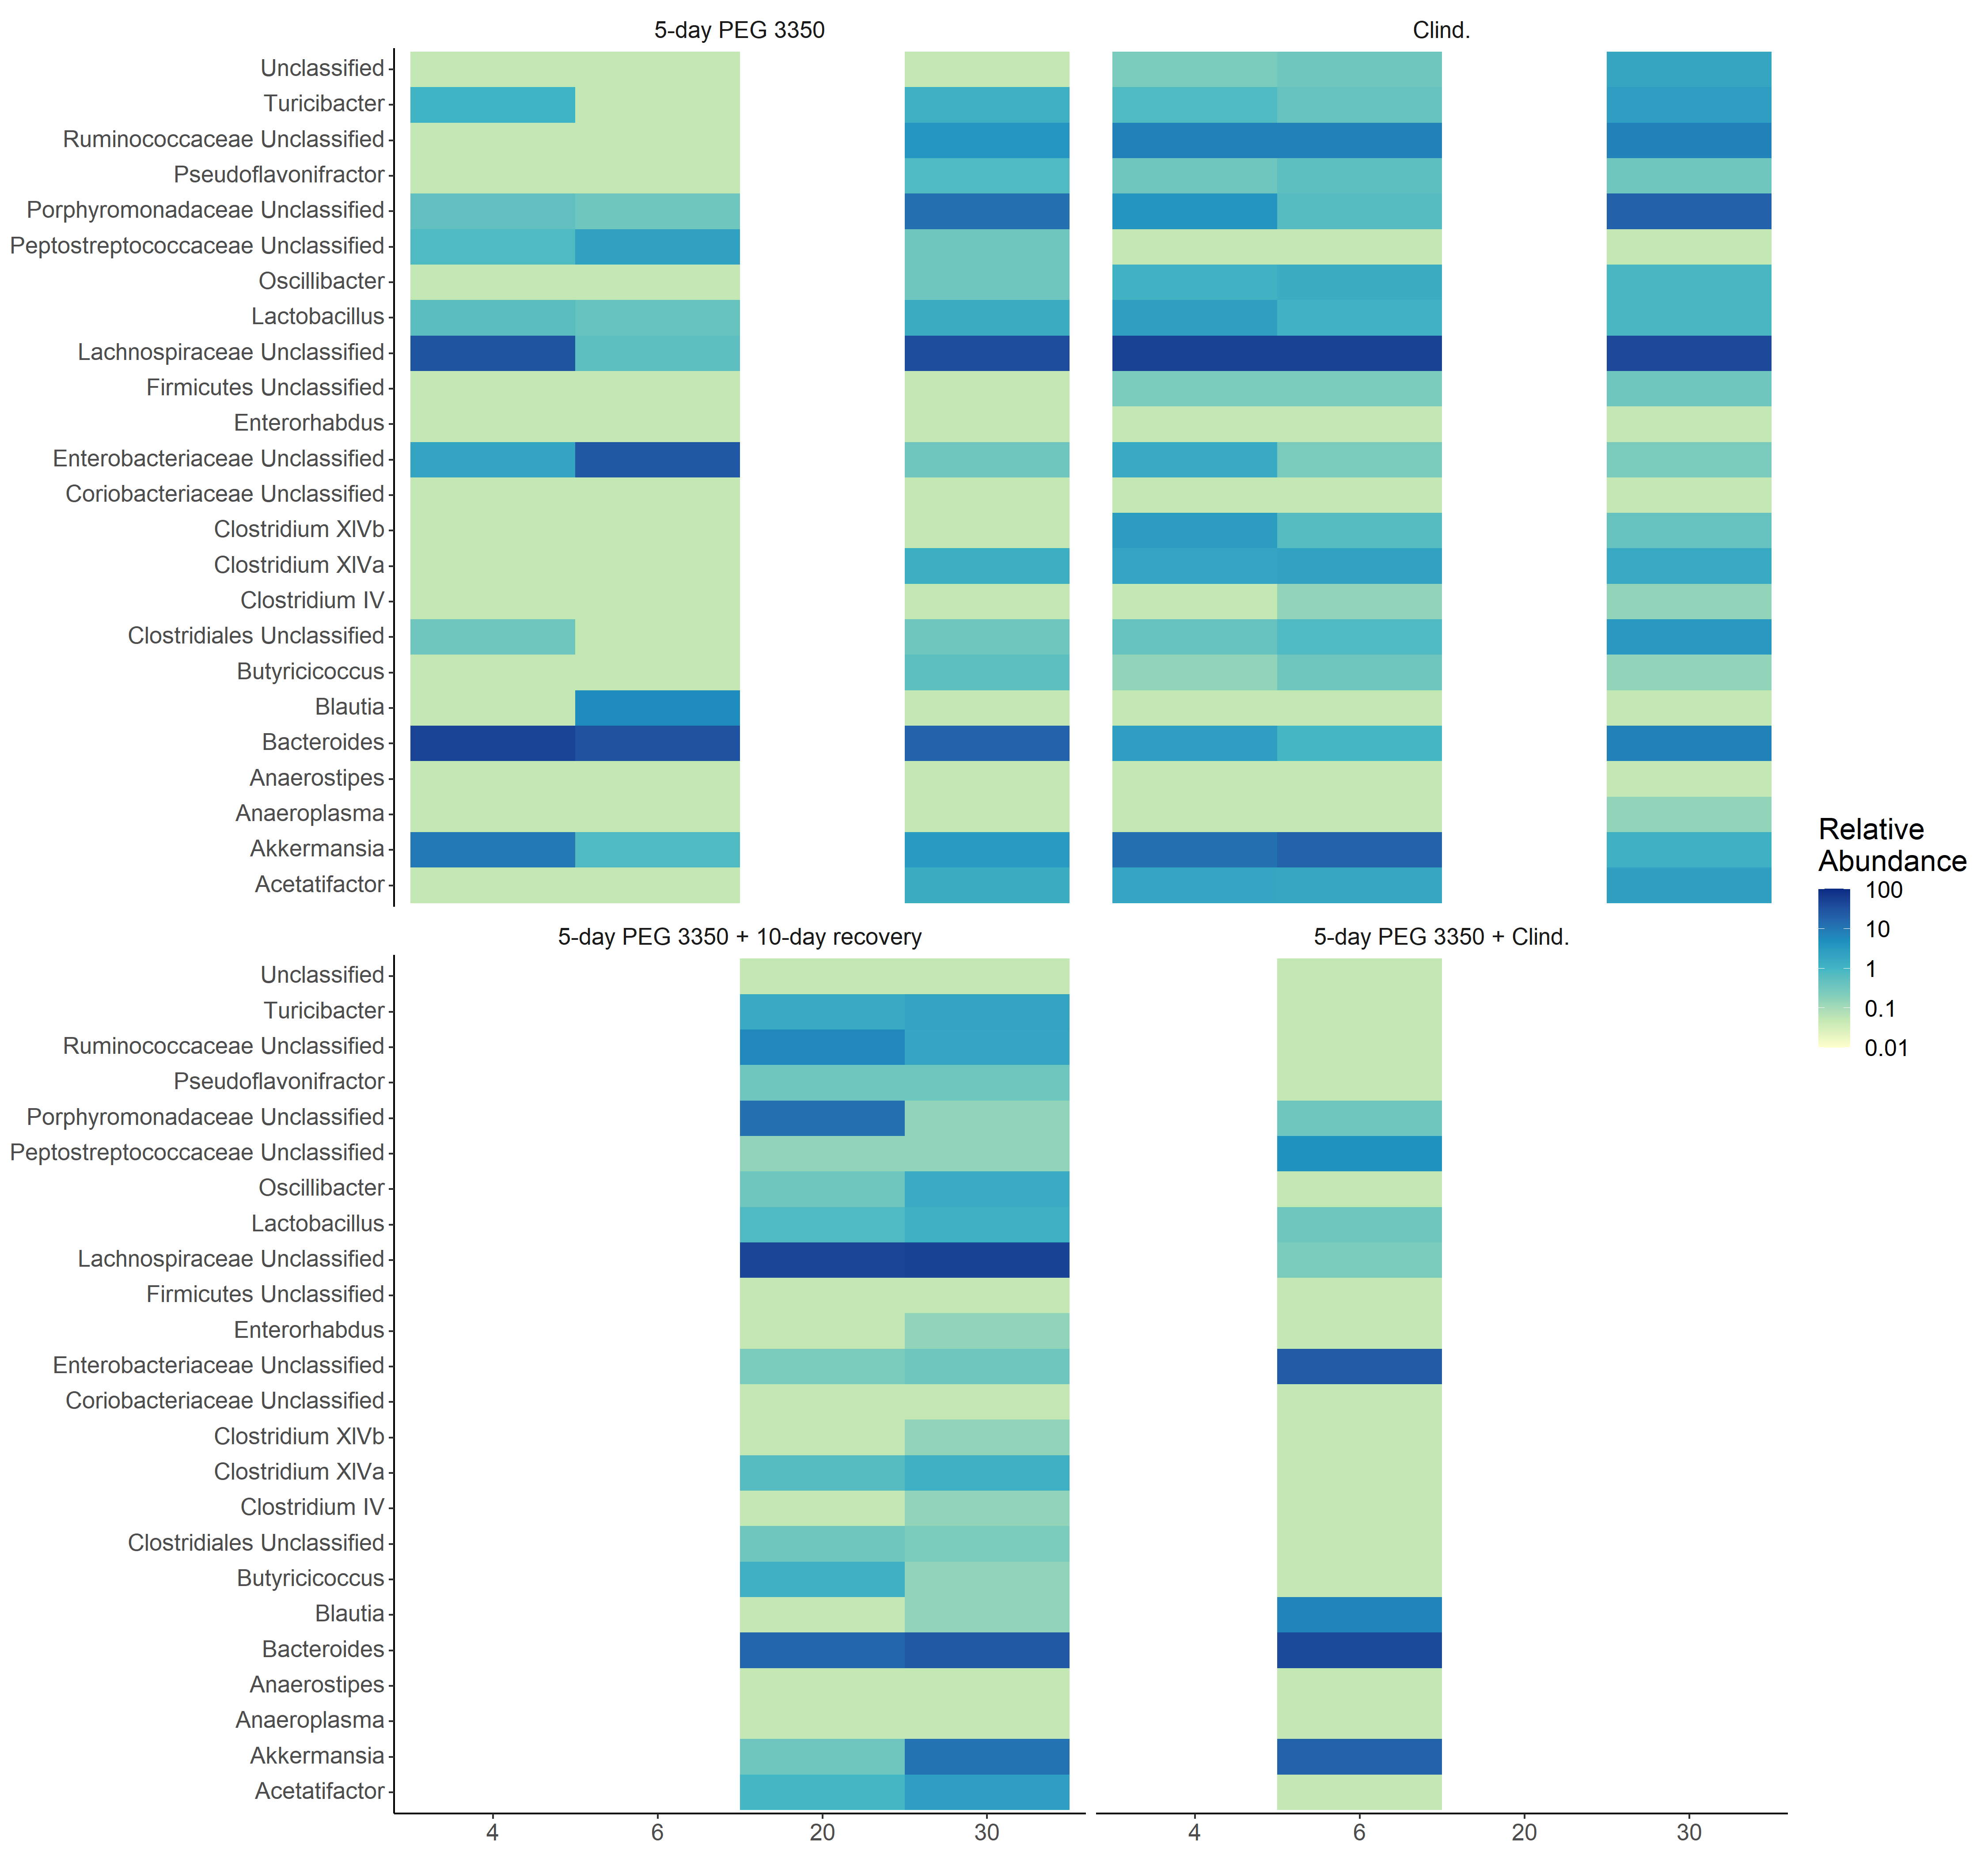 5-day PEG 3350
Clind.
Unclassified
Turicibacter
Ruminococcaceae Unclassified
Pseudoflavonifractor
Porphyromonadaceae Unclassified
Peptostreptococcaceae Unclassified
Oscillibacter
Lactobacillus
Lachnospiraceae Unclassified
Firmicutes Unclassified
Enterorhabdus
Enterobacteriaceae Unclassified
Coriobacteriaceae Unclassified
Clostridium XlVb
Clostridium XlVa
Clostridium IV
Clostridiales Unclassified
Butyricicoccus
Blautia
Bacteroides
Anaerostipes
Anaeroplasma
Akkermansia
Acetatifactor
Relative
Abundance
100
10
1
0.1
0.01
5-day PEG 3350 + 10-day recovery
5-day PEG 3350 + Clind.
Unclassified
Turicibacter
Ruminococcaceae Unclassified
Pseudoflavonifractor
Porphyromonadaceae Unclassified
Peptostreptococcaceae Unclassified
Oscillibacter
Lactobacillus
Lachnospiraceae Unclassified
Firmicutes Unclassified
Enterorhabdus
Enterobacteriaceae Unclassified
Coriobacteriaceae Unclassified
Clostridium XlVb
Clostridium XlVa
Clostridium IV
Clostridiales Unclassified
Butyricicoccus
Blautia
Bacteroides
Anaerostipes
Anaeroplasma
Akkermansia
Acetatifactor
4 6 20 30
4 6 20 30